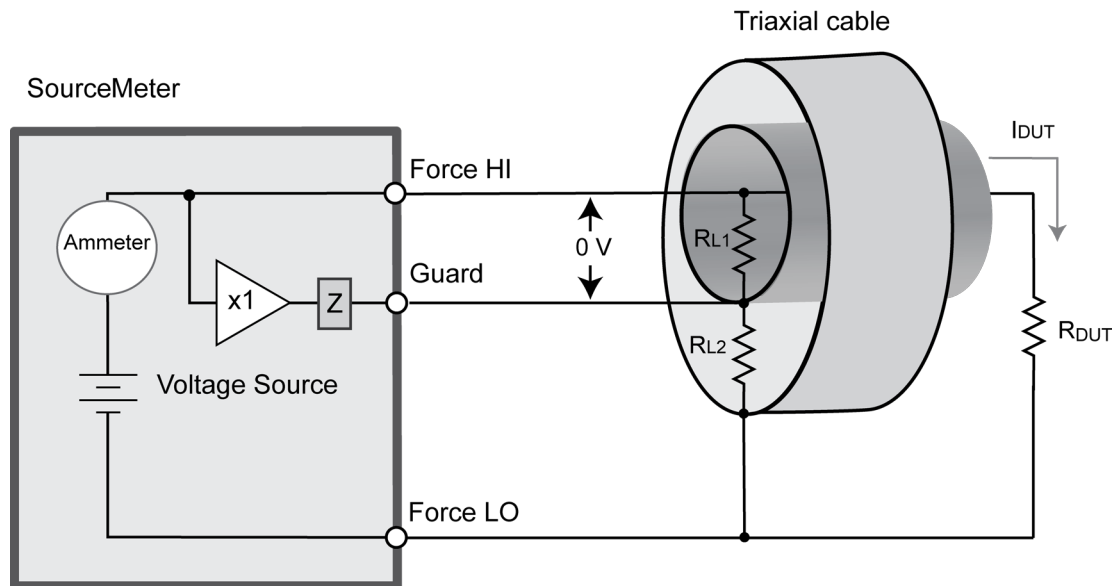 Triaxial cable
SourceMeter
Force HI
IDUT
Ammeter
0 V
RL1
Guard
x1
Z
RL2
RDUT
Voltage Source
Force LO